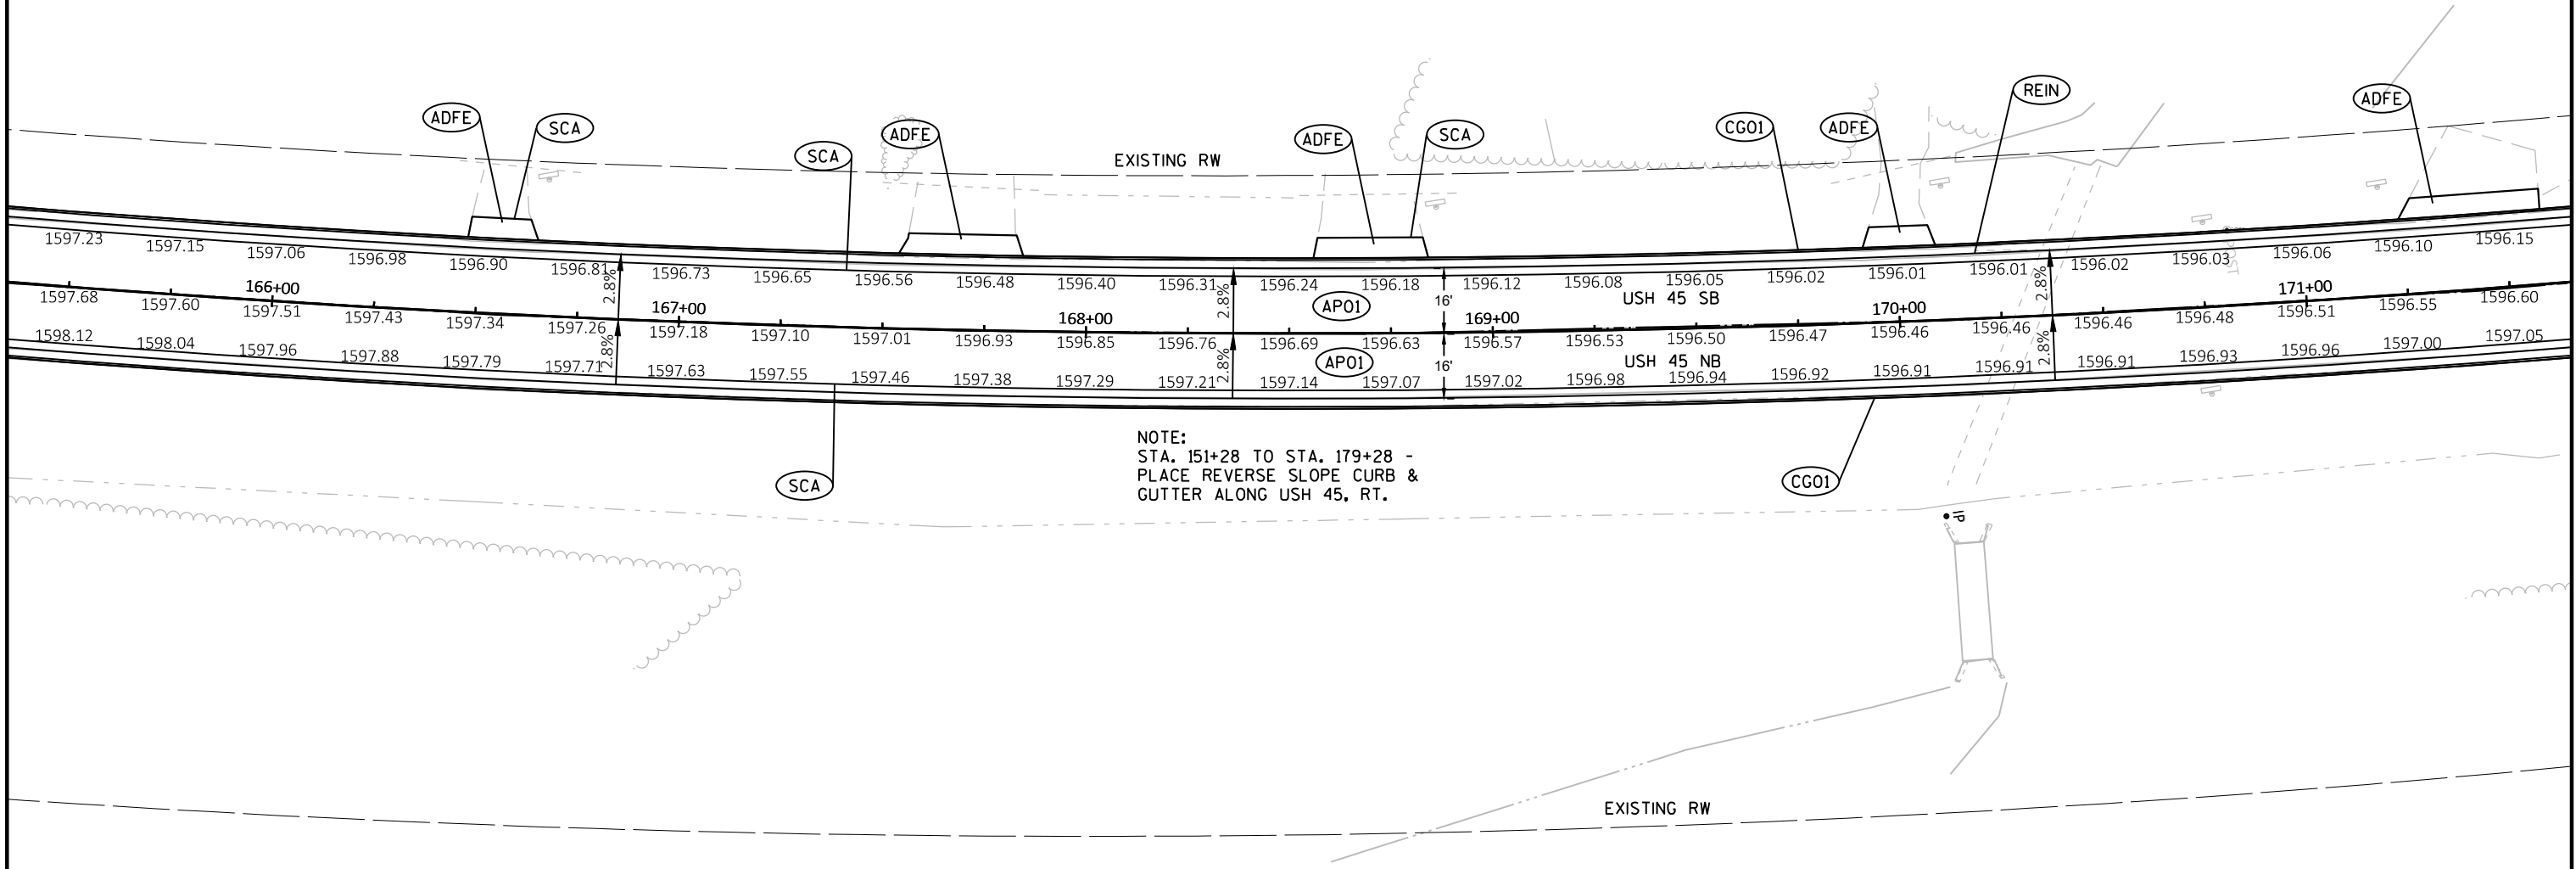 ADFE
SCA
SCA
ADFE
ADFE
SCA
CG01
ADFE
REIN
ADFE
EXISTING RW
1597.23 1597.15 1597.06 1596.98 1596.90 1596.81 1596.73 1596.65 1596.56 1596.48 1596.40 1596.31 1596.24 1596.18 1596.12 1596.08 1596.05 1596.02 1596.01 1596.01 1596.02 1596.03 1596.06 1596.10 1596.15
2.8% 2.8% 2.8%
AP01
16'
USH 45 SB
166+00 167+00 168+00 169+00 170+00 171+00
1597.68 1597.60 1597.51 1597.43 1597.34 1597.26 1597.18 1597.10 1597.01 1596.93 1596.85 1596.76 1596.69 1596.63 1596.57 1596.53 1596.50 1596.47 1596.46 1596.46 1596.46 1596.48 1596.51 1596.55 1596.60
2.8% 2.8% 2.8%
AP01
16'
USH 45 NB
1598.12 1598.04 1597.96 1597.88 1597.79 1597.71 1597.63 1597.55 1597.46 1597.38 1597.29 1597.21 1597.14 1597.07 1597.02 1596.98 1596.94 1596.92 1596.91 1596.91 1596.91 1596.93 1596.96 1597.00 1597.05
SCA
NOTE:
STA. 151+28 TO STA. 179+28 -
PLACE REVERSE SLOPE CURB &
GUTTER ALONG USH 45, RT.
CG01
IP
EXISTING RW